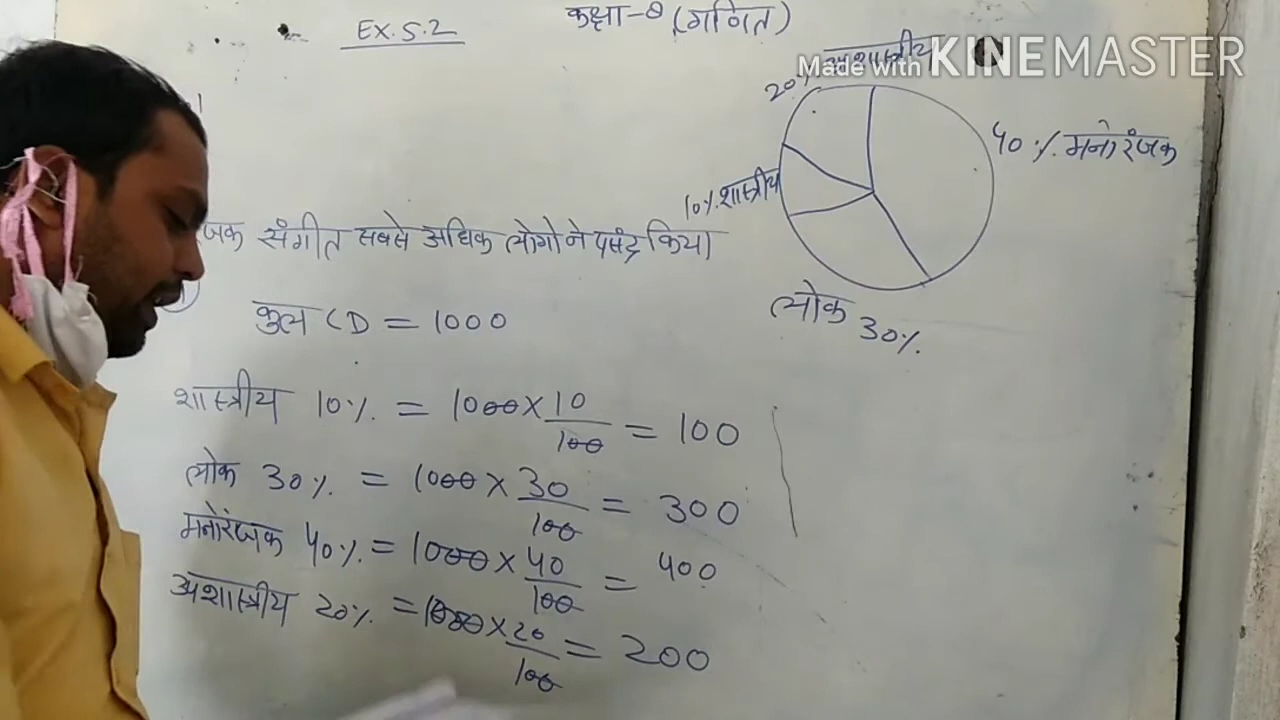 EX. 5.2
कक्षा-8 (गणित)
Made with KINEMASTER
अशास्त्रीय
20%
40 % मनोरंजक
10% शास्त्रीय
लोक 30%
संगीत सबसे अधिक लोगो ने पसंद किया
कुल CD = 1000
शास्त्रीय 10% = 1000 × 10/100 = 100
लोक 30% = 1000 × 30/100 = 300
मनोरंजक 40% = 1000 × 40/100 = 400
अशास्त्रीय 20% = 1000 × 20/100 = 200